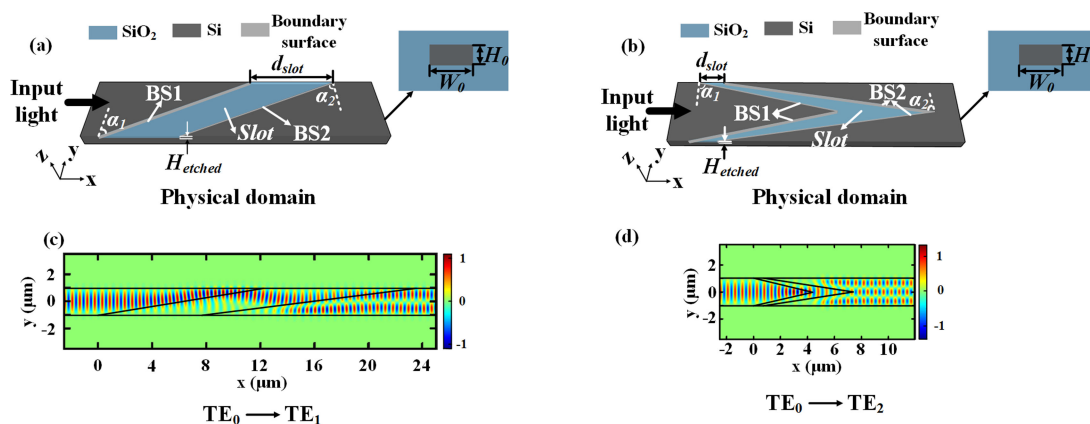 (a)
SiO2
Si
Boundary
surface
dslot
Input
light
α1
BS1
α2
Slot
BS2
Hetched
z
y
x
H0
W0
Physical domain
(b)
SiO2
Si
Boundary
surface
dslot
Input
light
α1
BS1
BS2
α2
Slot
Hetched
z
y
x
H
W0
Physical domain
(c)
y (μm)
2
0
-2
0 4 8 12 16 20 24
x (μm)
1
0
-1
TE0 TE1
(d)
y (μm)
2
0
-2
-2 0 2 4 6 8 10
x (μm)
1
0
-1
TE0 TE2